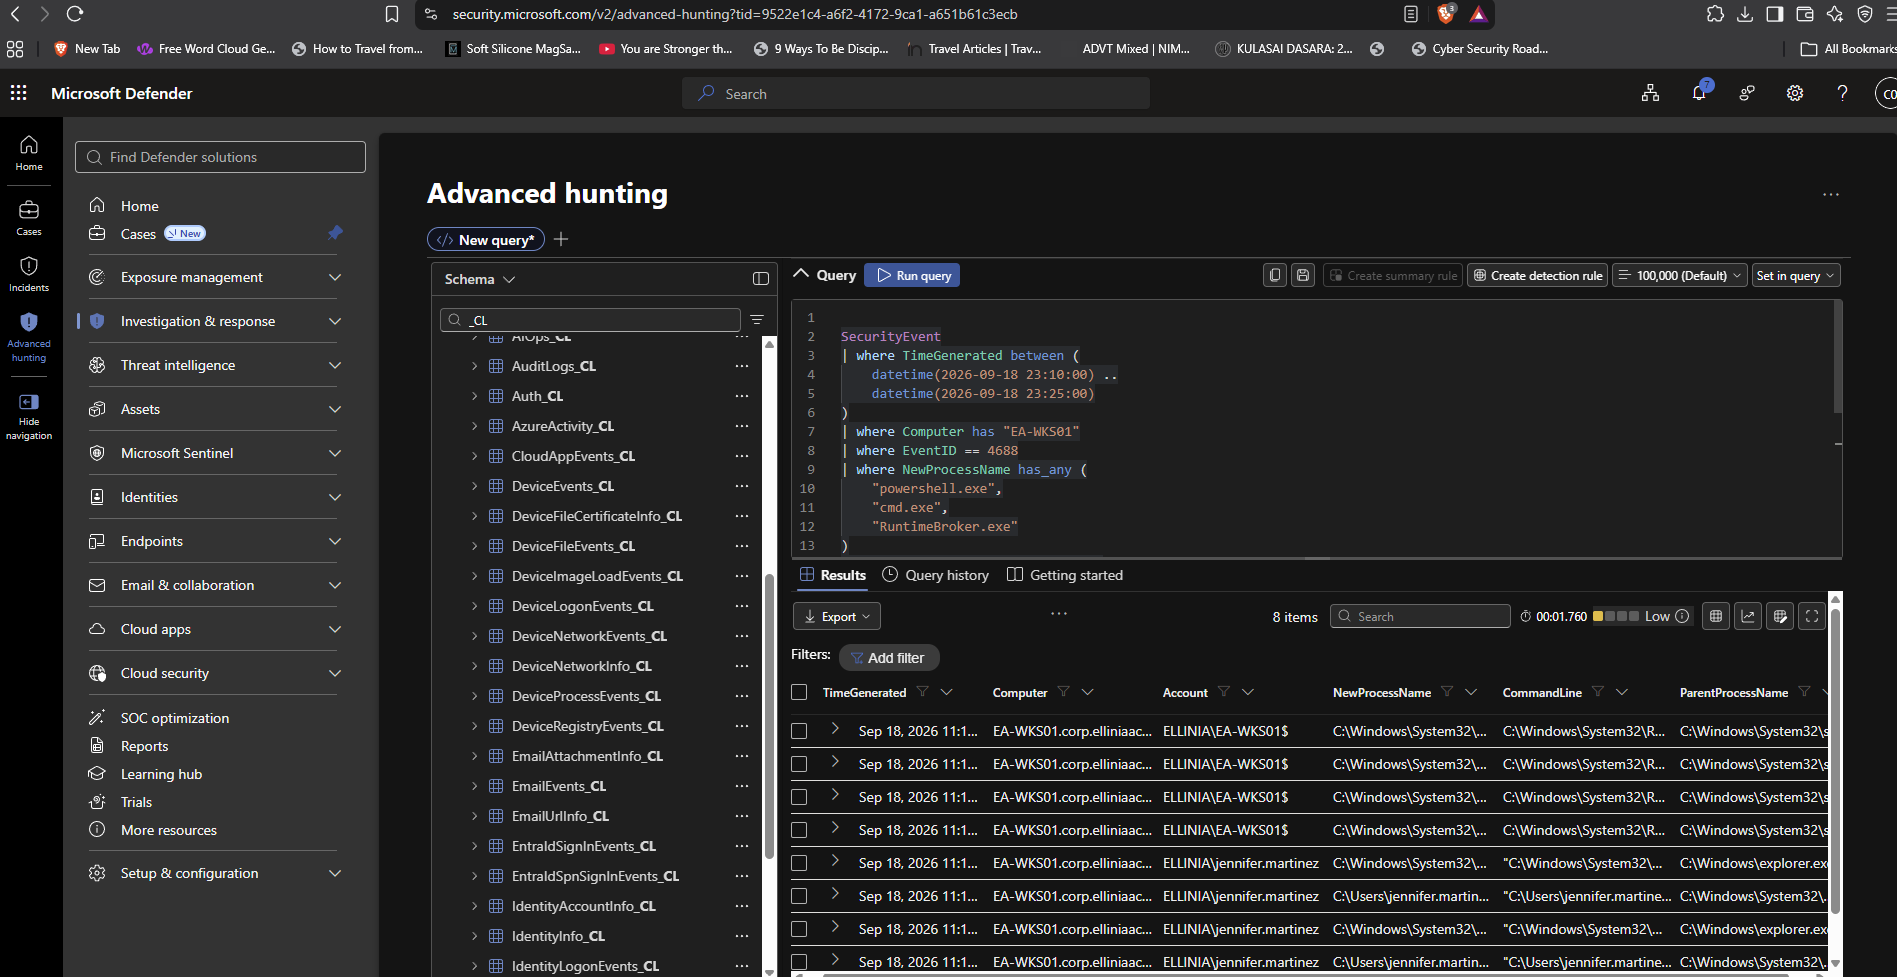 security.microsoft.com/v2/advanced-hunting?tid=9522e1c4-a6f2-4172-9ca1-a651b61c3ecb
3
New Tab
Free Word Cloud Ge...
How to Travel from...
Soft Silicone MagSa...
You are Stronger th...
9 Ways To Be Discip...
Travel Articles | Trav...
ADVT Mixed | NIM...
KULASAI DASARA: 2...
Cyber Security Road...
All Bookmarks
Microsoft Defender
Search
7
Home
Cases
Incidents
Advanced
hunting
Hide
navigation
Find Defender solutions
Home
Cases New
Exposure management
Investigation & response
Threat intelligence
Assets
Microsoft Sentinel
Identities
Endpoints
Email & collaboration
Cloud apps
Cloud security
SOC optimization
Reports
Learning hub
Trials
More resources
Setup & configuration
Advanced hunting
New query*
Schema
_CL
AIOps_CL
AuditLogs_CL
Auth_CL
AzureActivity_CL
CloudAppEvents_CL
DeviceEvents_CL
DeviceFileCertificateInfo_CL
DeviceFileEvents_CL
DeviceImageLoadEvents_CL
DeviceLogonEvents_CL
DeviceNetworkEvents_CL
DeviceNetworkInfo_CL
DeviceProcessEvents_CL
DeviceRegistryEvents_CL
EmailAttachmentInfo_CL
EmailEvents_CL
EmailUrlInfo_CL
EntraIdSignInEvents_CL
EntraIdSpnSignInEvents_CL
IdentityAccountInfo_CL
IdentityInfo_CL
IdentityLogonEvents_CL
Query
Run query
Create summary rule
Create detection rule
100,000 (Default)
Set in query
1
2 SecurityEvent
3 | where TimeGenerated between (
4 datetime(2026-09-18 23:10:00) ..
5 datetime(2026-09-18 23:25:00)
6 )
7 | where Computer has "EA-WKS01"
8 | where EventID == 4688
9 | where NewProcessName has_any (
10 "powershell.exe",
11 "cmd.exe",
12 "RuntimeBroker.exe"
13 )
Results
Query history
Getting started
Export
8 items
Search
00:01.760
Low
Filters:
Add filter
TimeGenerated Computer Account NewProcessName CommandLine ParentProcessName
Sep 18, 2026 11:1... EA-WKS01.corp.elliniaac... ELLINIA\EA-WKS01$ C:\Windows\System32\... C:\Windows\System32\R... C:\Windows\System32\s
Sep 18, 2026 11:1... EA-WKS01.corp.elliniaac... ELLINIA\EA-WKS01$ C:\Windows\System32\... C:\Windows\System32\R... C:\Windows\System32\s
Sep 18, 2026 11:1... EA-WKS01.corp.elliniaac... ELLINIA\EA-WKS01$ C:\Windows\System32\... C:\Windows\System32\R... C:\Windows\System32\s
Sep 18, 2026 11:1... EA-WKS01.corp.elliniaac... ELLINIA\EA-WKS01$ C:\Windows\System32\... C:\Windows\System32\R... C:\Windows\System32\s
Sep 18, 2026 11:1... EA-WKS01.corp.elliniaac... ELLINIA\jennifer.martinez C:\Windows\System32\... "C:\Windows\System32\... C:\Windows\explorer.exe
Sep 18, 2026 11:1... EA-WKS01.corp.elliniaac... ELLINIA\jennifer.martinez C:\Users\jennifer.martin... "C:\Users\jennifer.martine... C:\Windows\System32\.
Sep 18, 2026 11:1... EA-WKS01.corp.elliniaac... ELLINIA\jennifer.martinez C:\Windows\System32\... "C:\Windows\System32\... C:\Windows\explorer.exe
Sep 18, 2026 11:1... EA-WKS01.corp.elliniaac... ELLINIA\jennifer.martinez C:\Users\jennifer.martin... "C:\Users\jennifer.martine... C:\Windows\System32\.